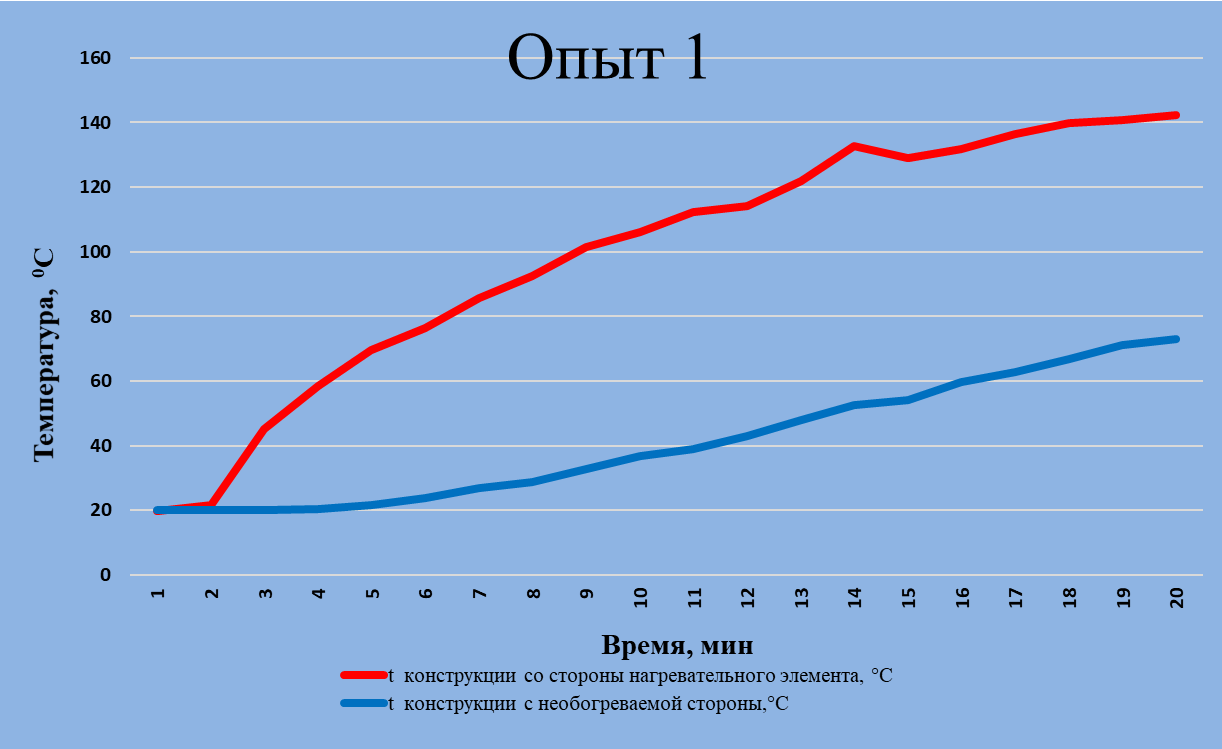 Опыт 1
160
140
120
100
80
60
40
20
0
Температура, ⁰С
1 2 3 4 5 6 7 8 9 10 11 12 13 14 15 16 17 18 19 20
Время, мин
t конструкции со стороны нагревательного элемента, °С
t конструкции с необогреваемой стороны,°С